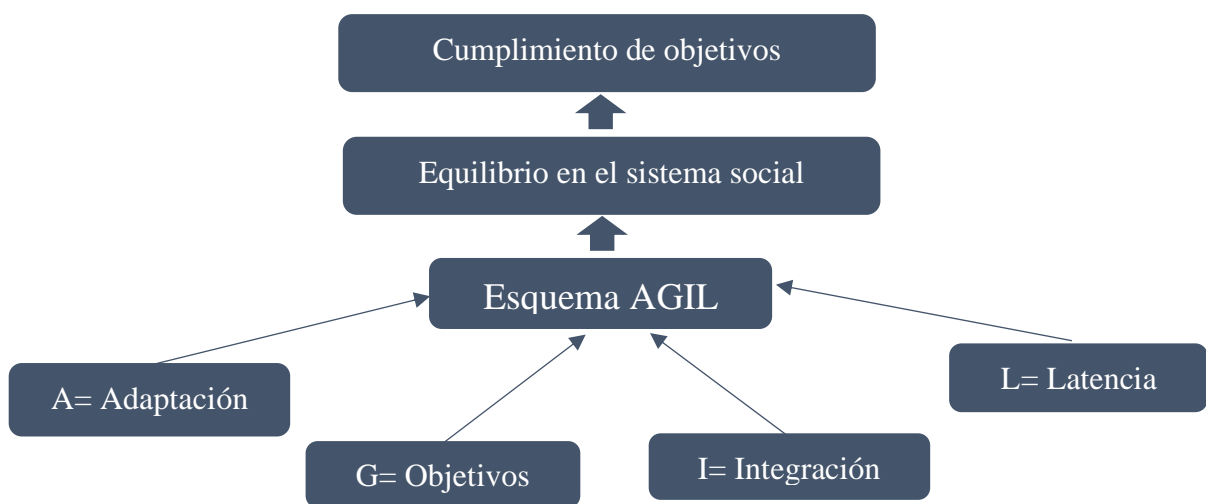 Cumplimiento de objetivos
Equilibrio en el sistema social
Esquema AGIL
A= Adaptación
G= Objetivos
I= Integración
L= Latencia